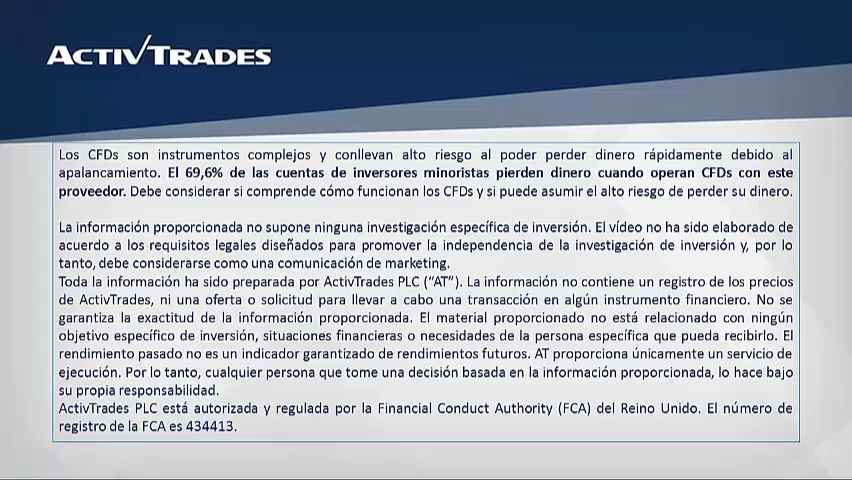 ACTIVTRADES
Los CFDs son instrumentos complejos y conllevan alto riesgo al poder perder dinero rápidamente debido al
apalancamiento. El 69,6% de las cuentas de inversores minoristas pierden dinero cuando operan CFDs con este
proveedor. Debe considerar si comprende cómo funcionan los CFDs y si puede asumir el alto riesgo de perder su dinero.
La información proporcionada no supone ninguna investigación específica de inversión. El vídeo no ha sido elaborado de
acuerdo a los requisitos legales diseñados para promover la independencia de la investigación de inversión y, por lo
tanto, debe considerarse como una comunicación de marketing.
Toda la información ha sido preparada por ActivTrades PLC (“AT”). La información no contiene un registro de los precios
de ActivTrades, ni una oferta o solicitud para llevar a cabo una transacción en algún instrumento financiero. No se
garantiza la exactitud de la información proporcionada. El material proporcionado no está relacionado con ningún
objetivo específico de inversión, situaciones financieras o necesidades de la persona específica que pueda recibirlo. El
rendimiento pasado no es un indicador garantizado de rendimientos futuros. AT proporciona únicamente un servicio de
ejecución. Por lo tanto, cualquier persona que tome una decisión basada en la información proporcionada, lo hace bajo
su propia responsabilidad.
ActivTrades PLC está autorizada y regulada por la Financial Conduct Authority (FCA) del Reino Unido. El número de
registro de la FCA es 434413.